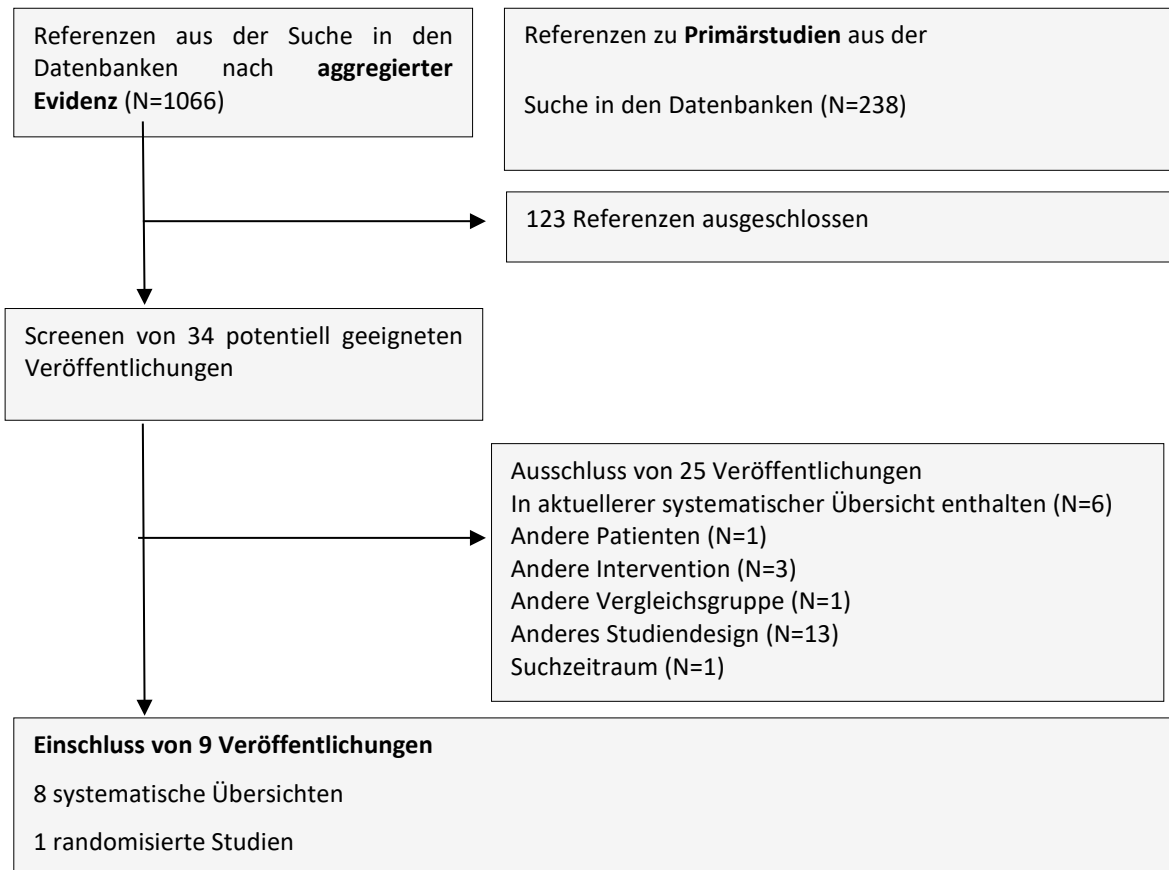 Referenzen aus der Suche in den
Datenbanken nach aggregierter
Evidenz (N=1066)
Referenzen zu Primärstudien aus der
Suche in den Datenbanken (N=238)
123 Referenzen ausgeschlossen
Screenen von 34 potentiell geeigneten
Veröffentlichungen
Ausschluss von 25 Veröffentlichungen
In aktuellerer systematischer Übersicht enthalten (N=6)
Andere Patienten (N=1)
Andere Intervention (N=3)
Andere Vergleichsgruppe (N=1)
Anderes Studiendesign (N=13)
Suchzeitraum (N=1)
Einschluss von 9 Veröffentlichungen
8 systematische Übersichten
1 randomisierte Studien